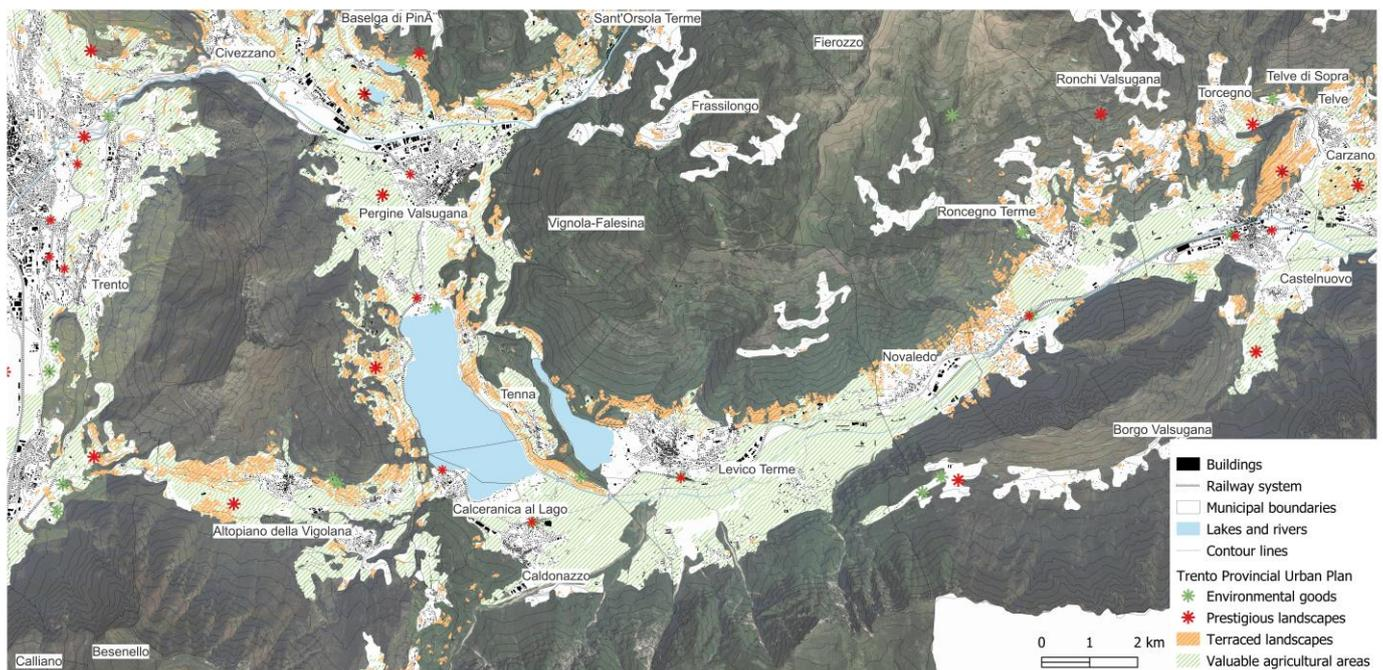 Baselga di PinA
Sant'Orsola Terme
Civezzano
Fierozzo
Ronchi Valsugana
Telve di Sopra
Torcegno
Telve
Frassilongo
Carzano
Pergine Valsugana
Roncegno Terme
Vignola-Falesina
Trento
Castelnuovo
Novaledo
Tenna
Borgo Valsugana
Levico Terme
Calceranica al Lago
Altopiano della Vigolana
Caldonazzo
Besenello
Calliano
Buildings
Railway system
Municipal boundaries
Lakes and rivers
Contour lines
Trento Provincial Urban Plan
Environmental goods
Prestigious landscapes
Terraced landscapes
Valuable agricultural areas
0 1 2 km